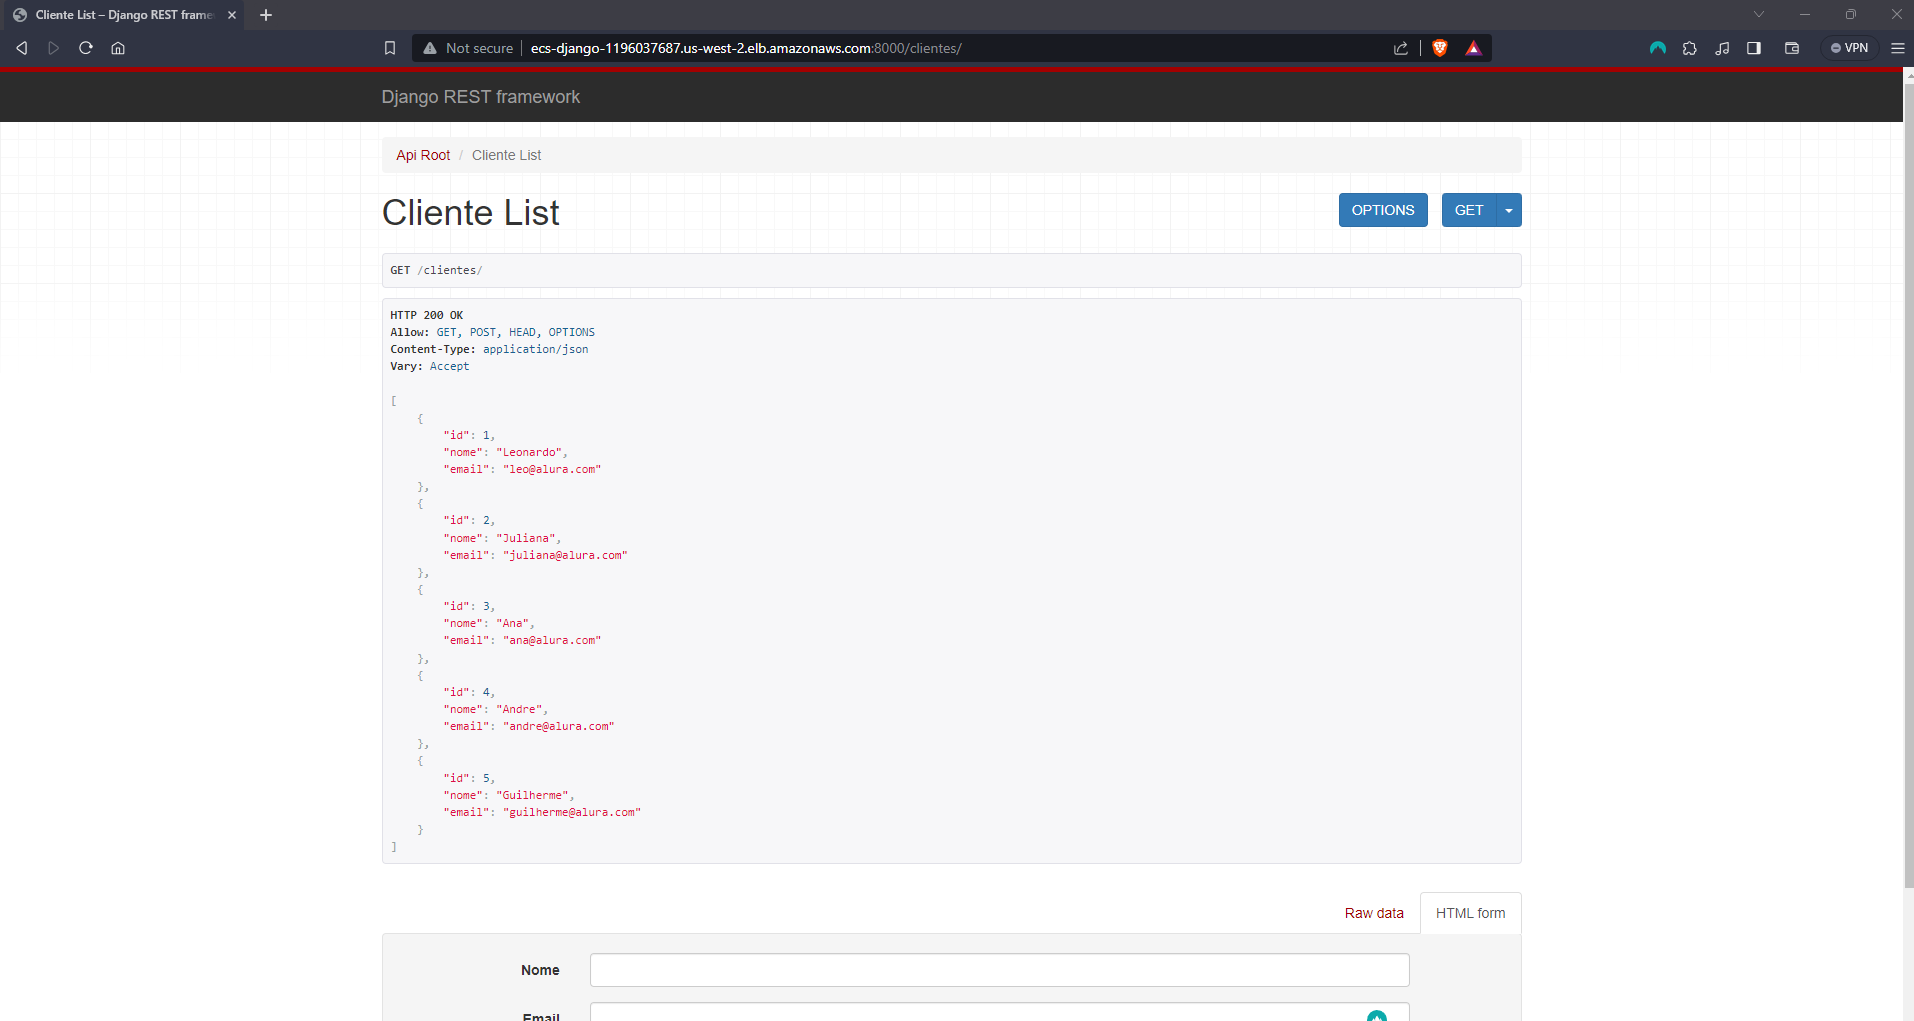 Cliente List – Django REST frame
Not secure ecs-django-1196037687.us-west-2.elb.amazonaws.com:8000/clientes/
VPN
Django REST framework
Api Root / Cliente List
Cliente List
OPTIONS
GET
GET /clientes/
HTTP 200 OK
Allow: GET, POST, HEAD, OPTIONS
Content-Type: application/json
Vary: Accept
[
    {
        "id": 1,
        "nome": "Leonardo",
        "email": "leo@alura.com"
    },
    {
        "id": 2,
        "nome": "Juliana",
        "email": "juliana@alura.com"
    },
    {
        "id": 3,
        "nome": "Ana",
        "email": "ana@alura.com"
    },
    {
        "id": 4,
        "nome": "Andre",
        "email": "andre@alura.com"
    },
    {
        "id": 5,
        "nome": "Guilherme",
        "email": "guilherme@alura.com"
    }
]
Raw data
HTML form
Nome
Email